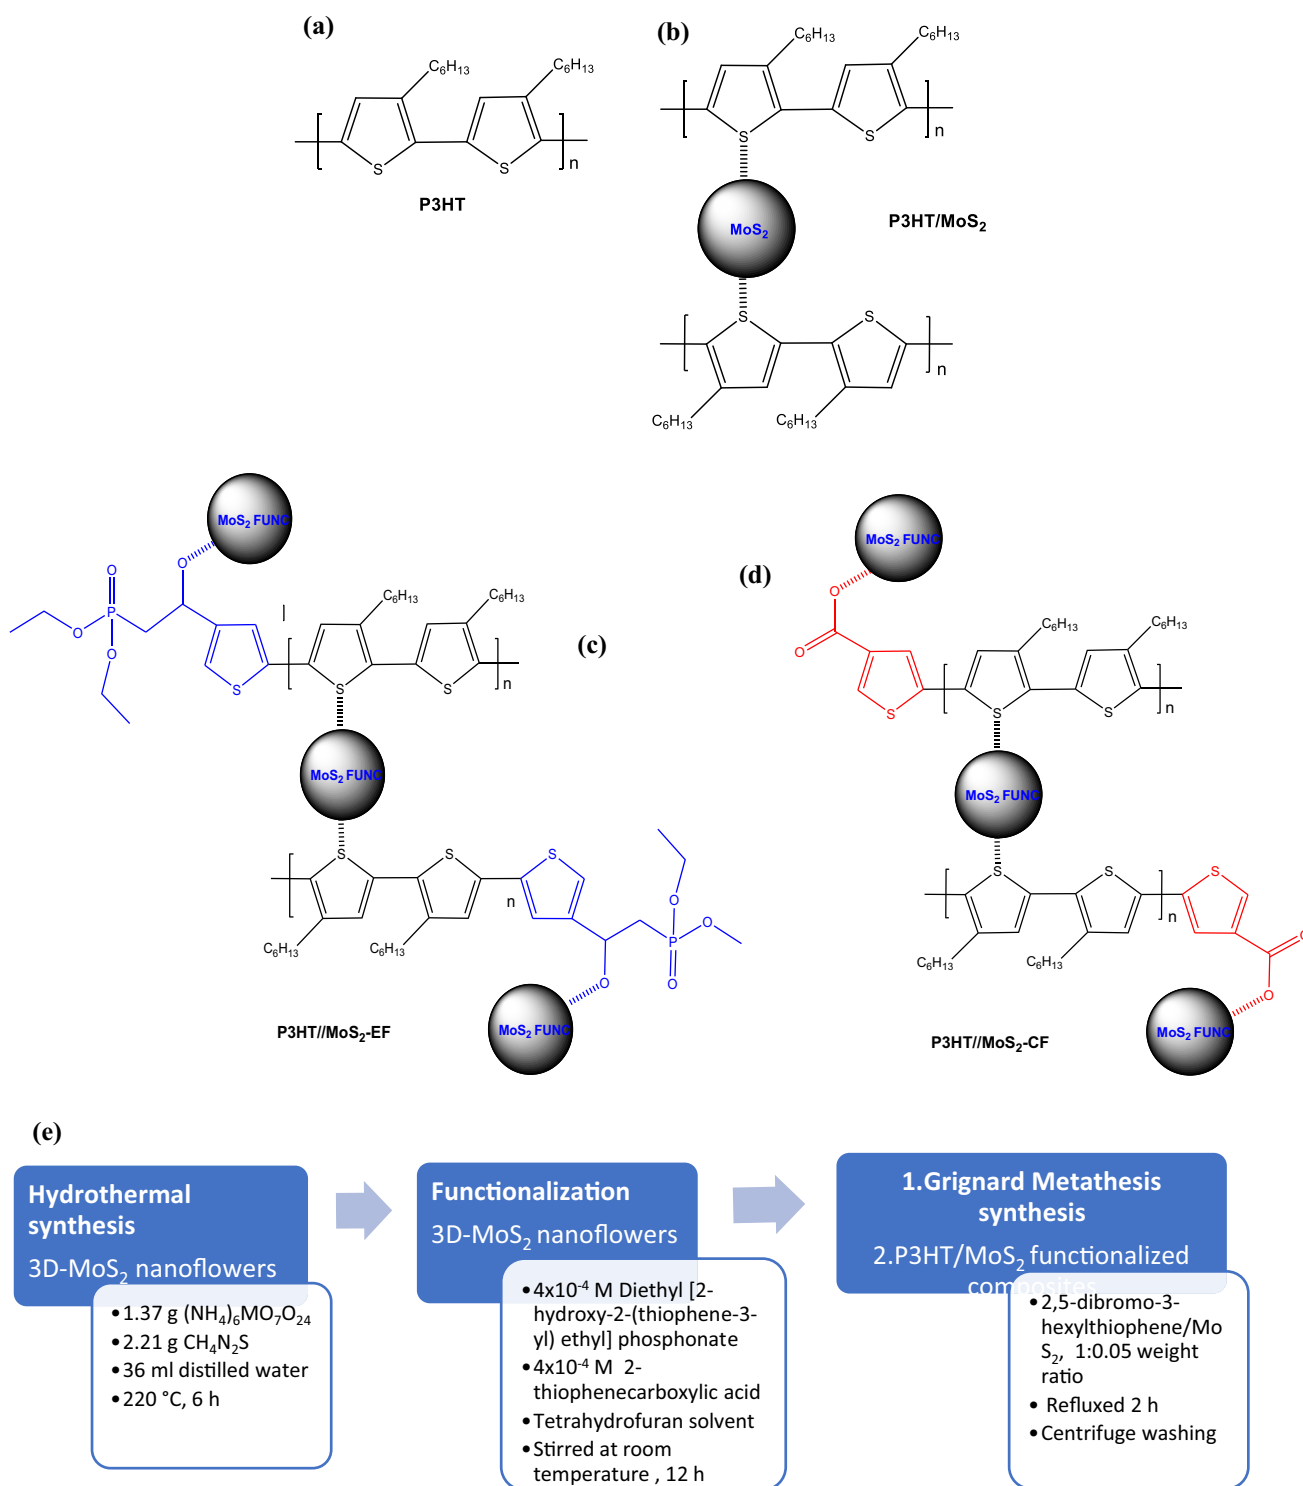 (a)
C6H13
C6H13
S
S
n
P3HT
(b)
C6H13
C6H13
S
S
n
MoS2
P3HT/MoS2
S
S
n
C6H13
C6H13
MoS2 FUNC
O
O
P
O
O
S
C6H13
C6H13
S
S
n
(c)
MoS2 FUNC
S
S
S
n
C6H13
C6H13
O
P
O
O
O
MoS2 FUNC
P3HT//MoS2-EF
(d)
MoS2 FUNC
O
O
S
C6H13
C6H13
S
S
n
MoS2 FUNC
S
S
S
n
C6H13
C6H13
O
O
MoS2 FUNC
P3HT//MoS2-CF
(e)
Hydrothermal
synthesis
3D-MoS2 nanoflowers
•1.37 g (NH4)6MO7O24
•2.21 g CH4N2S
•36 ml distilled water
•220 °C, 6 h
Functionalization
3D-MoS2 nanoflowers
•4x10-4 M Diethyl [2-
hydroxy-2-(thiophene-3-
yl) ethyl] phosphonate
•4x10-4 M 2-
thiophenecarboxylic acid
•Tetrahydrofuran solvent
•Stirred at room
temperature , 12 h
1.Grignard Metathesis
synthesis
2.P3HT/MoS2 functionalized
composites
•2,5-dibromo-3-
hexylthiophene/Mo
S2, 1:0.05 weight
ratio
• Refluxed 2 h
•Centrifuge washing